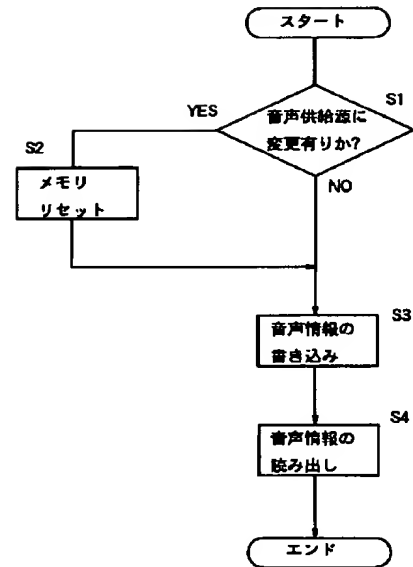 スタート
S1
音声供給源に
変更有りか?
YES
NO
S2
メモリ
リセット
S3
音声情報の
書き込み
S4
音声情報の
読み出し
エンド